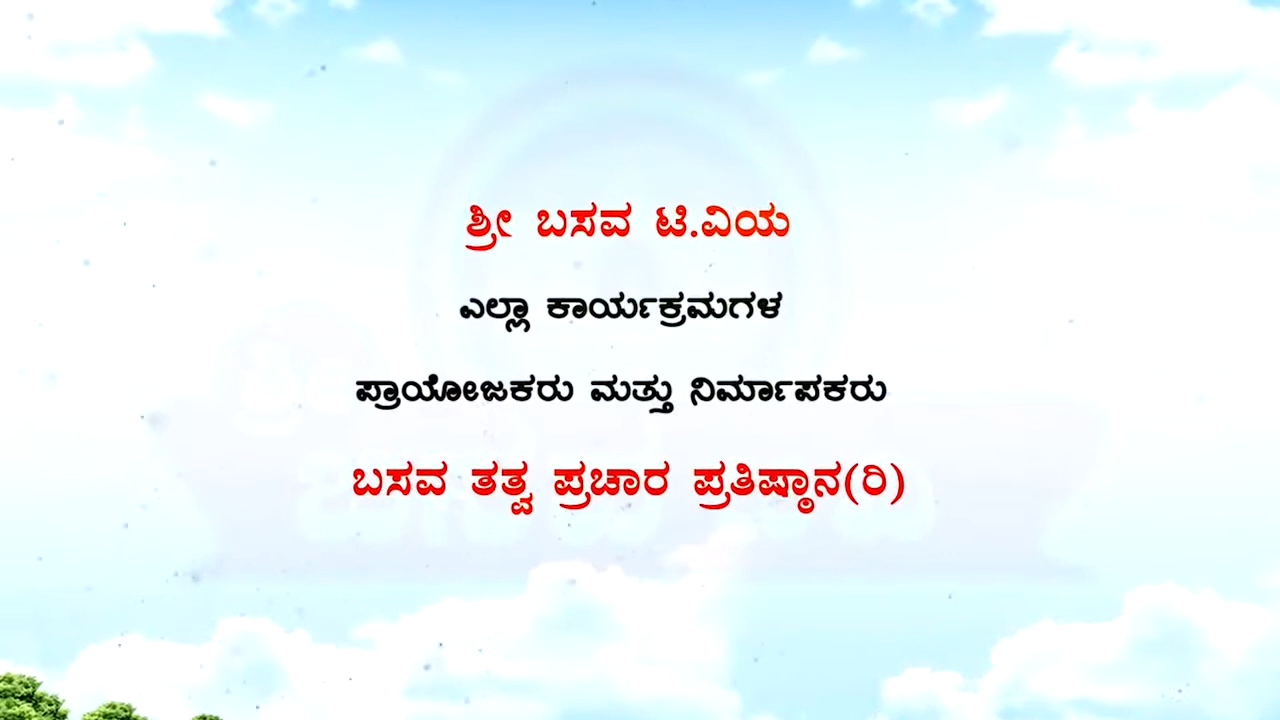 ಶ್ರೀ ಬಸವ ಟಿ.ವಿಯ
ಎಲ್ಲಾ ಕಾರ್ಯಕ್ರಮಗಳ
ಪ್ರಾಯೋಜಕರು ಮತ್ತು ನಿರ್ಮಾಪಕರು
ಬಸವ ತತ್ವ ಪ್ರಚಾರ ಪ್ರತಿಷ್ಠಾನ(ರಿ)